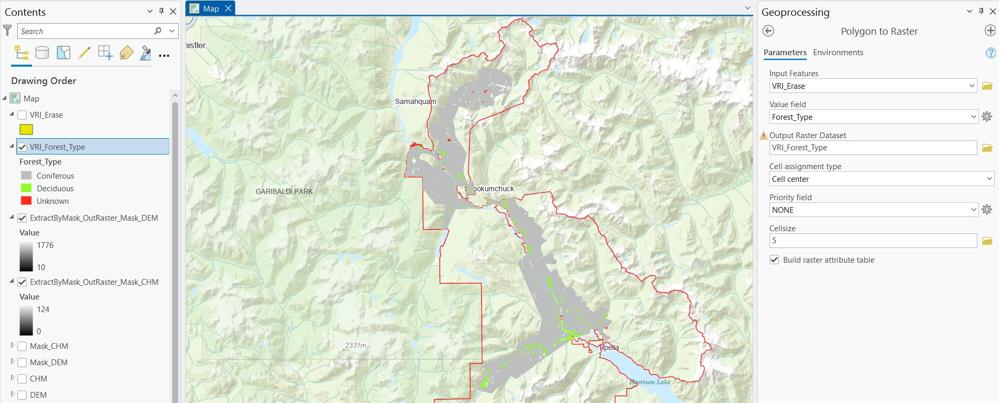 Contents
Search
Drawing Order
Map
VRI_Erase
VRI_Forest_Type
Forest_Type
Coniferous
Deciduous
Unknown
ExtractByMask_OutRaster_Mask_DEM
Value
1776
10
ExtractByMask_OutRaster_Mask_CHM
Value
124
0
Mask_CHM
Mask_DEM
CHM
DEM
Map
histler
Samahquam
GARIBALDI PARK
ookumchuck
2331m
Tipella
Harrison Lake
Geoprocessing
Polygon to Raster
Parameters Environments
Input Features
VRI_Erase
Value field
Forest_Type
Output Raster Dataset
VRI_Forest_Type
Cell assignment type
Cell center
Priority field
NONE
Cellsize
5
Build raster attribute table